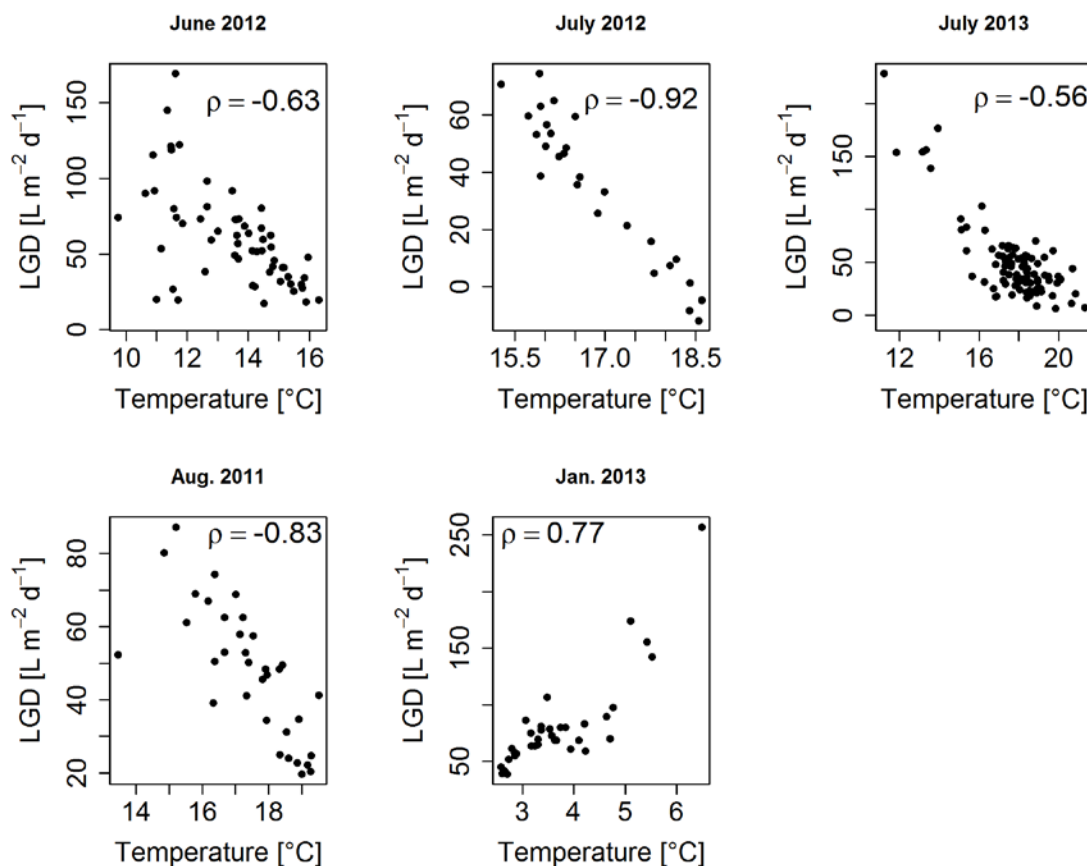 June 2012
July 2012
July 2013
ρ = -0.63
ρ = -0.92
ρ = -0.56
LGD [L m⁻² d⁻¹]
150
100
50
0
LGD [L m⁻² d⁻¹]
60
40
20
0
LGD [L m⁻² d⁻¹]
150
50
0
10 12 14 16
15.5 17.0 18.5
12 16 20
Temperature [°C]
Temperature [°C]
Temperature [°C]
Aug. 2011
Jan. 2013
ρ = -0.83
ρ = 0.77
LGD [L m⁻² d⁻¹]
80
60
40
20
LGD [L m⁻² d⁻¹]
250
150
50
14 16 18
3 4 5 6
Temperature [°C]
Temperature [°C]